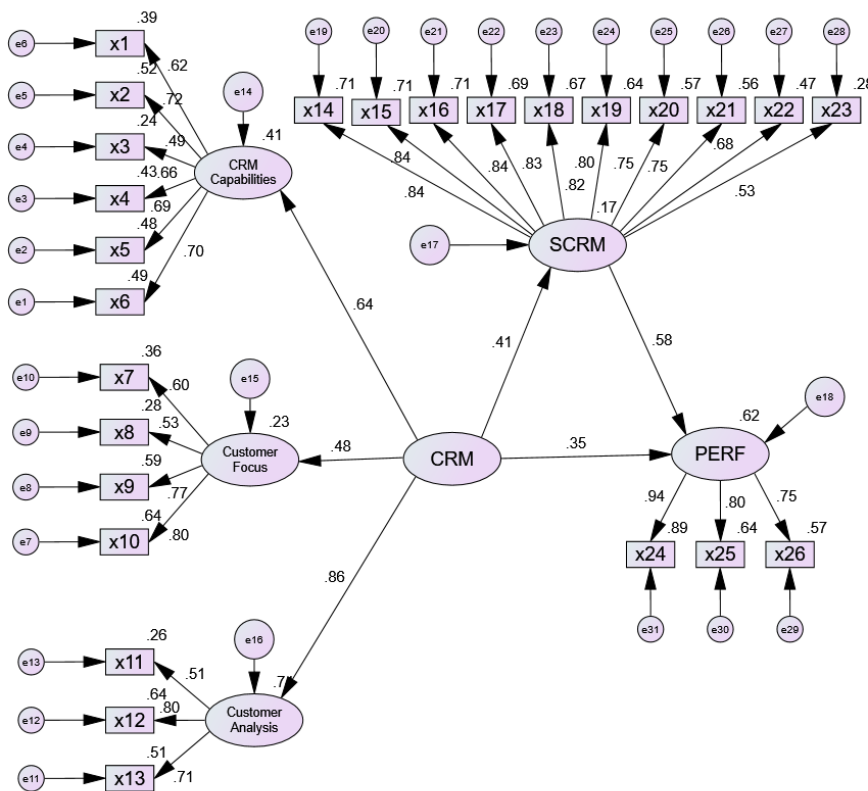 .39
e6
x1
.62
.52
e5
x2
.72
.24
e4
x3
.49
.43
.66
e3
x4
.69
.48
e2
x5
.70
.49
e1
x6
e14
.41
CRM
Capabilities
e19
e20
e21
e22
e23
e24
e25
e26
e27
e28
.71
.71
.71
.69
.67
.64
.57
.56
.47
.28
x14
x15
x16
x17
x18
x19
x20
x21
x22
x23
.84
.84
.84
.83
.82
.80
.75
.75
.68
.53
.17
e17
SCRM
.64
.41
.58
.36
e10
x7
.60
.28
e9
x8
.53
.59
e8
x9
.77
.64
e7
x10
.80
e15
.23
Customer
Focus
.48
CRM
.35
e18
.62
PERF
.94
.80
.75
.89
.64
.57
x24
x25
x26
e31
e30
e29
.86
.26
e13
x11
.51
.64
e12
x12
.80
.51
e11
x13
.71
e16
Customer
Analysis